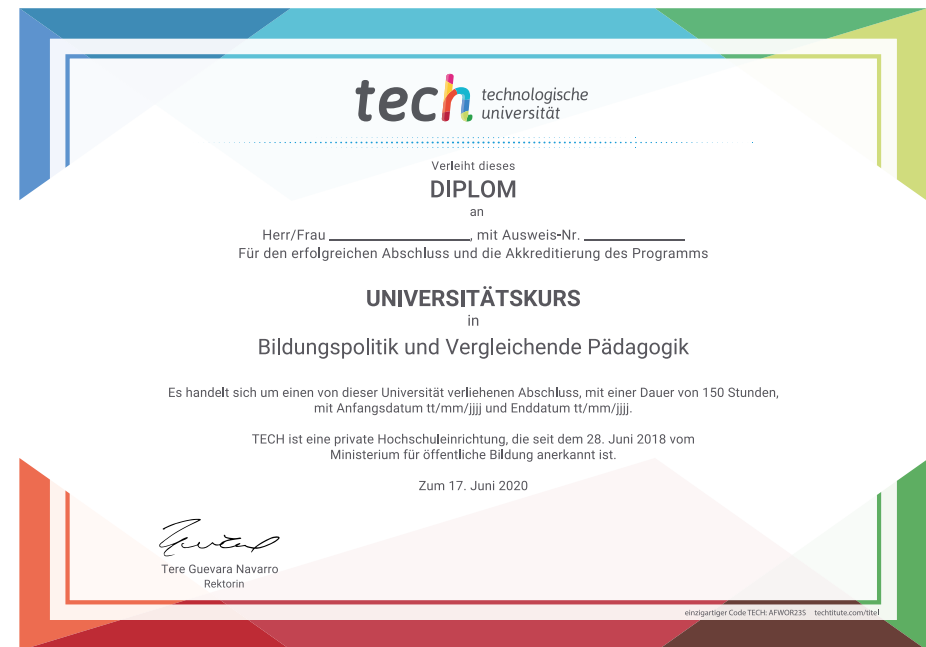 tech technologische
universität
Verleiht dieses
DIPLOM
an
Herr/Frau ____________, mit Ausweis-Nr. ____________
Für den erfolgreichen Abschluss und die Akkreditierung des Programms
UNIVERSITÄTSKURS
in
Bildungspolitik und Vergleichende Pädagogik
Es handelt sich um einen von dieser Universität verliehenen Abschluss, mit einer Dauer von 150 Stunden,
mit Anfangsdatum tt/mm/jjjj und Enddatum tt/mm/jjjj.
TECH ist eine private Hochschuleinrichtung, die seit dem 28. Juni 2018 vom
Ministerium für öffentliche Bildung anerkannt ist.
Zum 17. Juni 2020
Tere Guevara Navarro
Rektorin
einzigartiger Code TECH: AFWOR23S techtitute.com/titel